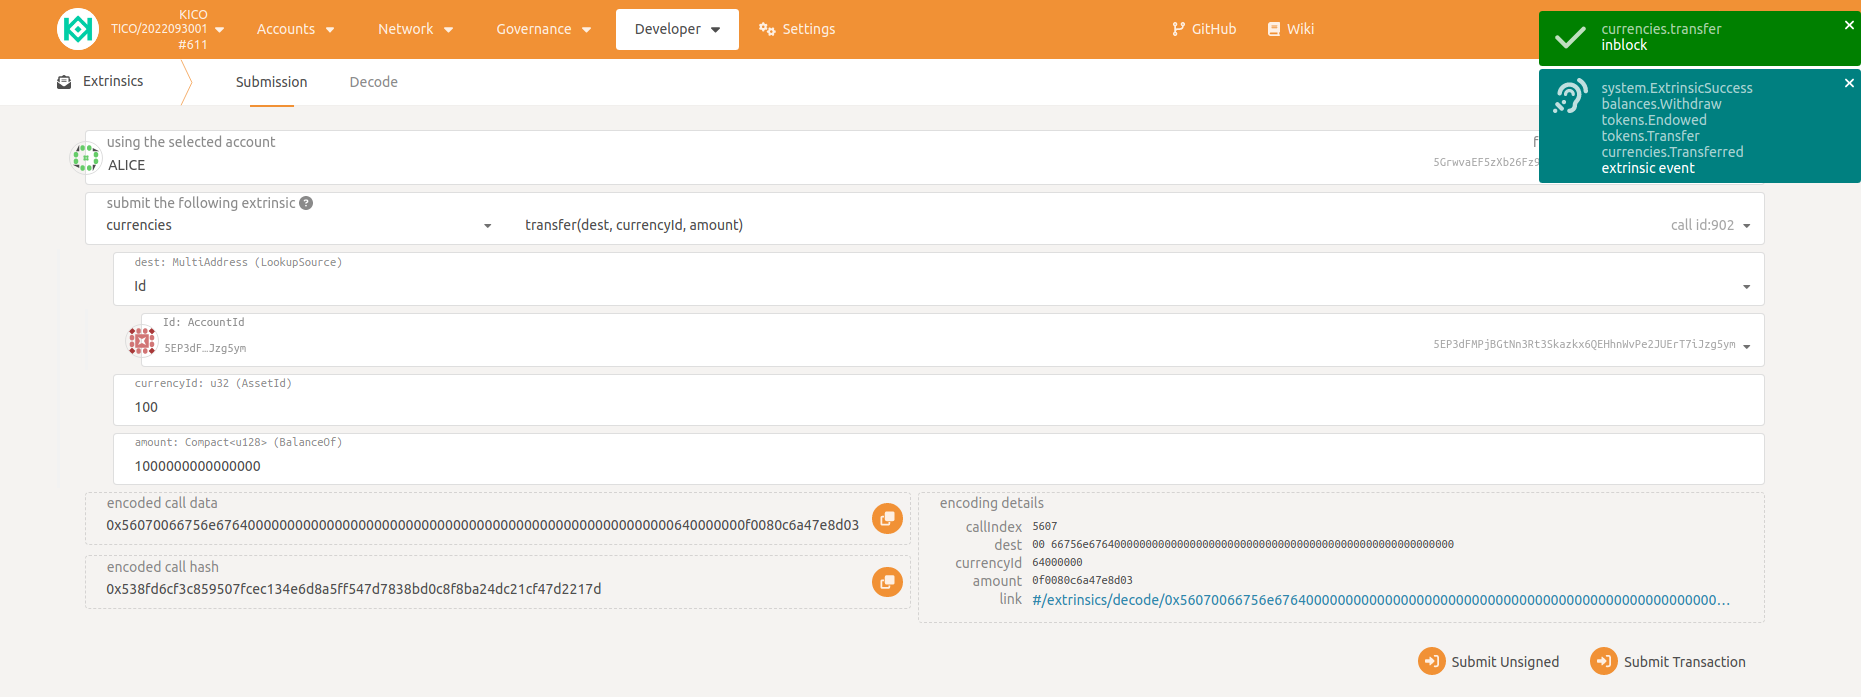 KICO
TICO/2022093001
#611
Accounts
Network
Governance
Developer
Settings
GitHub
Wiki
currencies.transfer
inblock
system.ExtrinsicSuccess
balances.Withdraw
tokens.Endowed
tokens.Transfer
currencies.Transferred
extrinsic event
Extrinsics
Submission
Decode
using the selected account
ALICE
5GrwvaEF5zXb26Fz9
submit the following extrinsic
currencies
transfer(dest, currencyId, amount)
call id:902
dest: MultiAddress (LookupSource)
Id
Id: AccountId
5EP3dF…Jzg5ym
5EP3dFMPjBGtNn3Rt3Skazkx6QEHhnWvPe2JUErT7iJzg5ym
currencyId: u32 (AssetId)
100
amount: Compact<u128> (BalanceOf)
1000000000000000
encoded call data
0x56070066756e67640000000000000000000000000000000000000000000000000000000640000000f0080c6a47e8d03
encoded call hash
0x538fd6cf3c859507fcec134e6d8a5ff547d7838bd0c8f8ba24dc21cf47d2217d
encoding details
callIndex 5607
dest 00 66756e6764000000000000000000000000000000000000000000000000000000
currencyId 64000000
amount 0f0080c6a47e8d03
link #/extrinsics/decode/0x56070066756e67640000000000000000000000000000000000000000000000000000…
Submit Unsigned
Submit Transaction